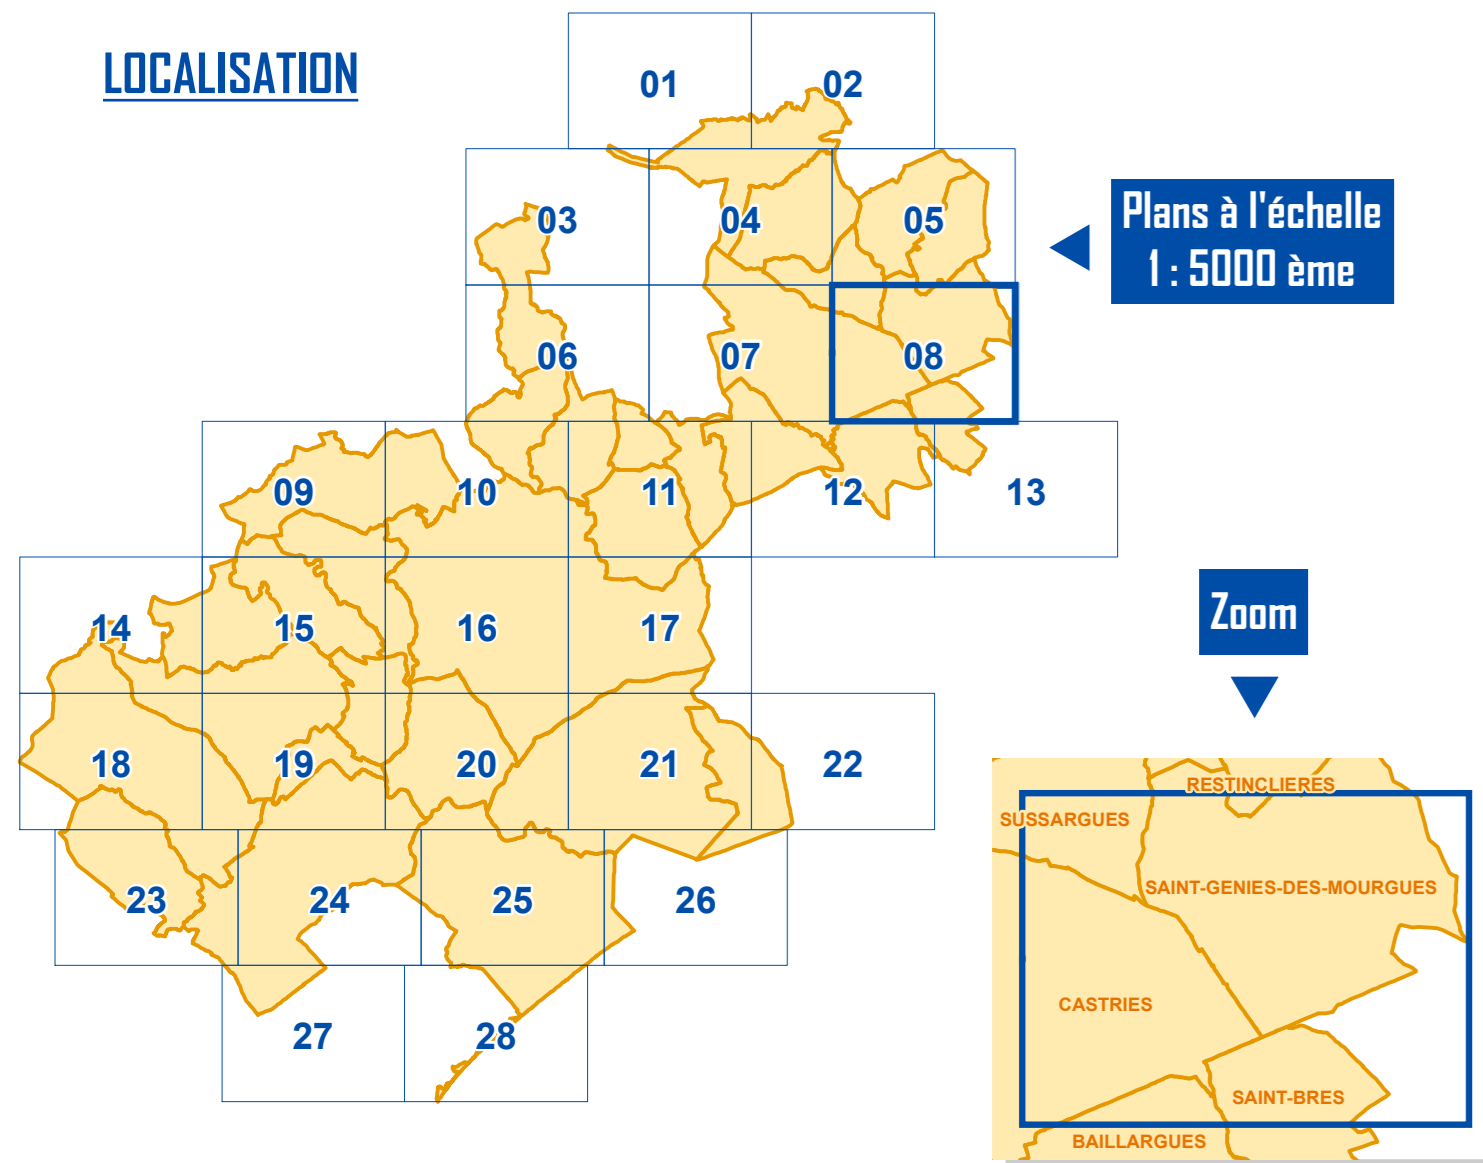 LOCALISATION
01
02
03
04
05
Plans à l'échelle
1 : 5000 ème
06
07
08
09
10
11
12
13
14
15
16
17
Zoom
18
19
20
21
22
23
24
25
26
27
28
RESTINCLIERES
SUSSARGUES
SAINT-GENIES-DES-MOURGUES
CASTRIES
SAINT-BRES
BAILLARGUES